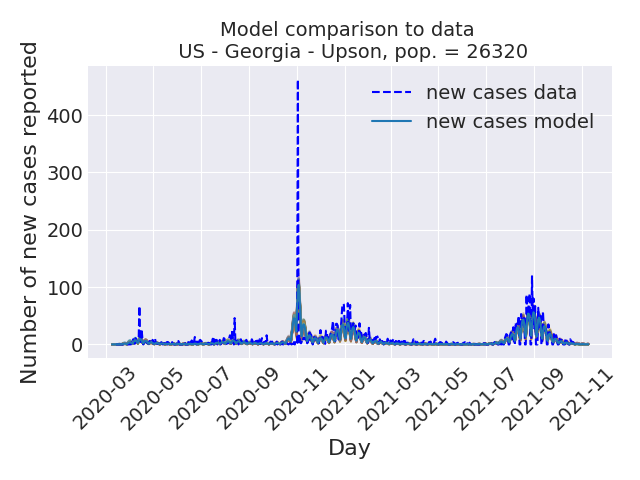 Model comparison to data
US - Georgia - Upson, pop. = 26320
Number of new cases reported
400
300
200
100
0
new cases data
new cases model
2020-03
2020-05
2020-07
2020-09
2020-11
2021-01
2021-03
2021-05
2021-07
2021-09
2021-11
Day